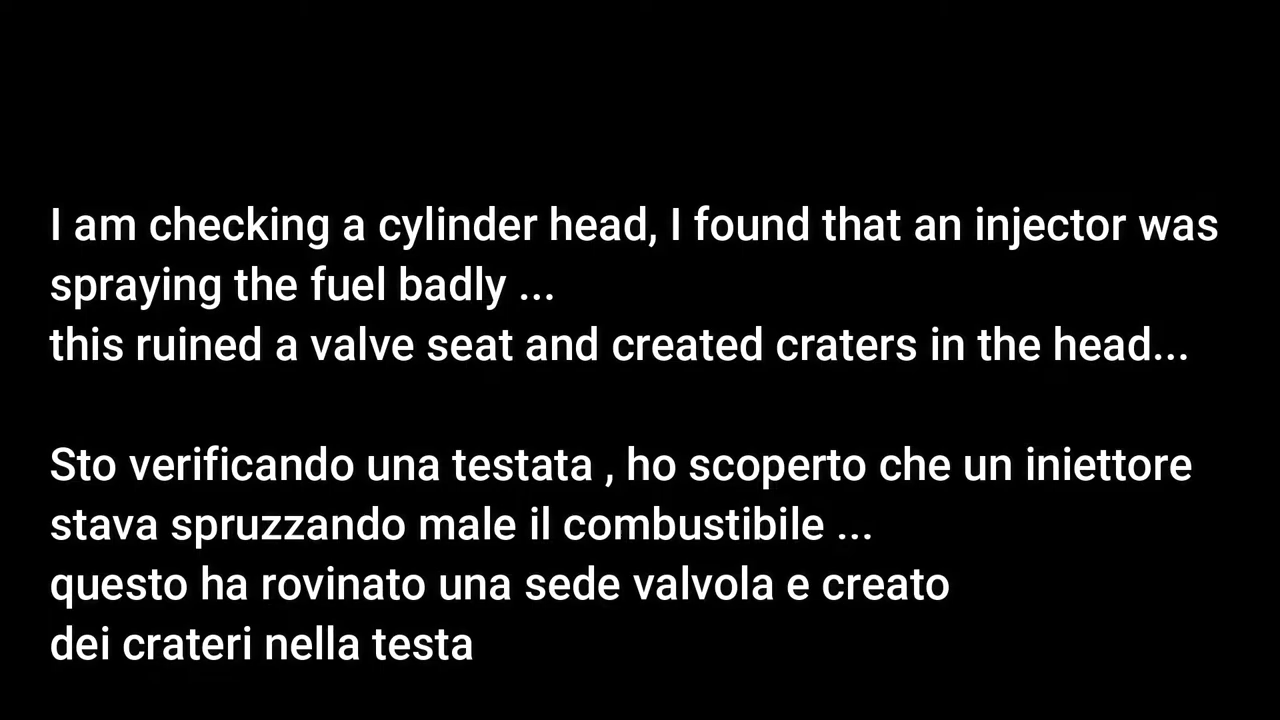 I am checking a cylinder head, I found that an injector was
spraying the fuel badly ...
this ruined a valve seat and created craters in the head...
Sto verificando una testata , ho scoperto che un iniettore
stava spruzzando male il combustibile ...
questo ha rovinato una sede valvola e creato
dei crateri nella testa